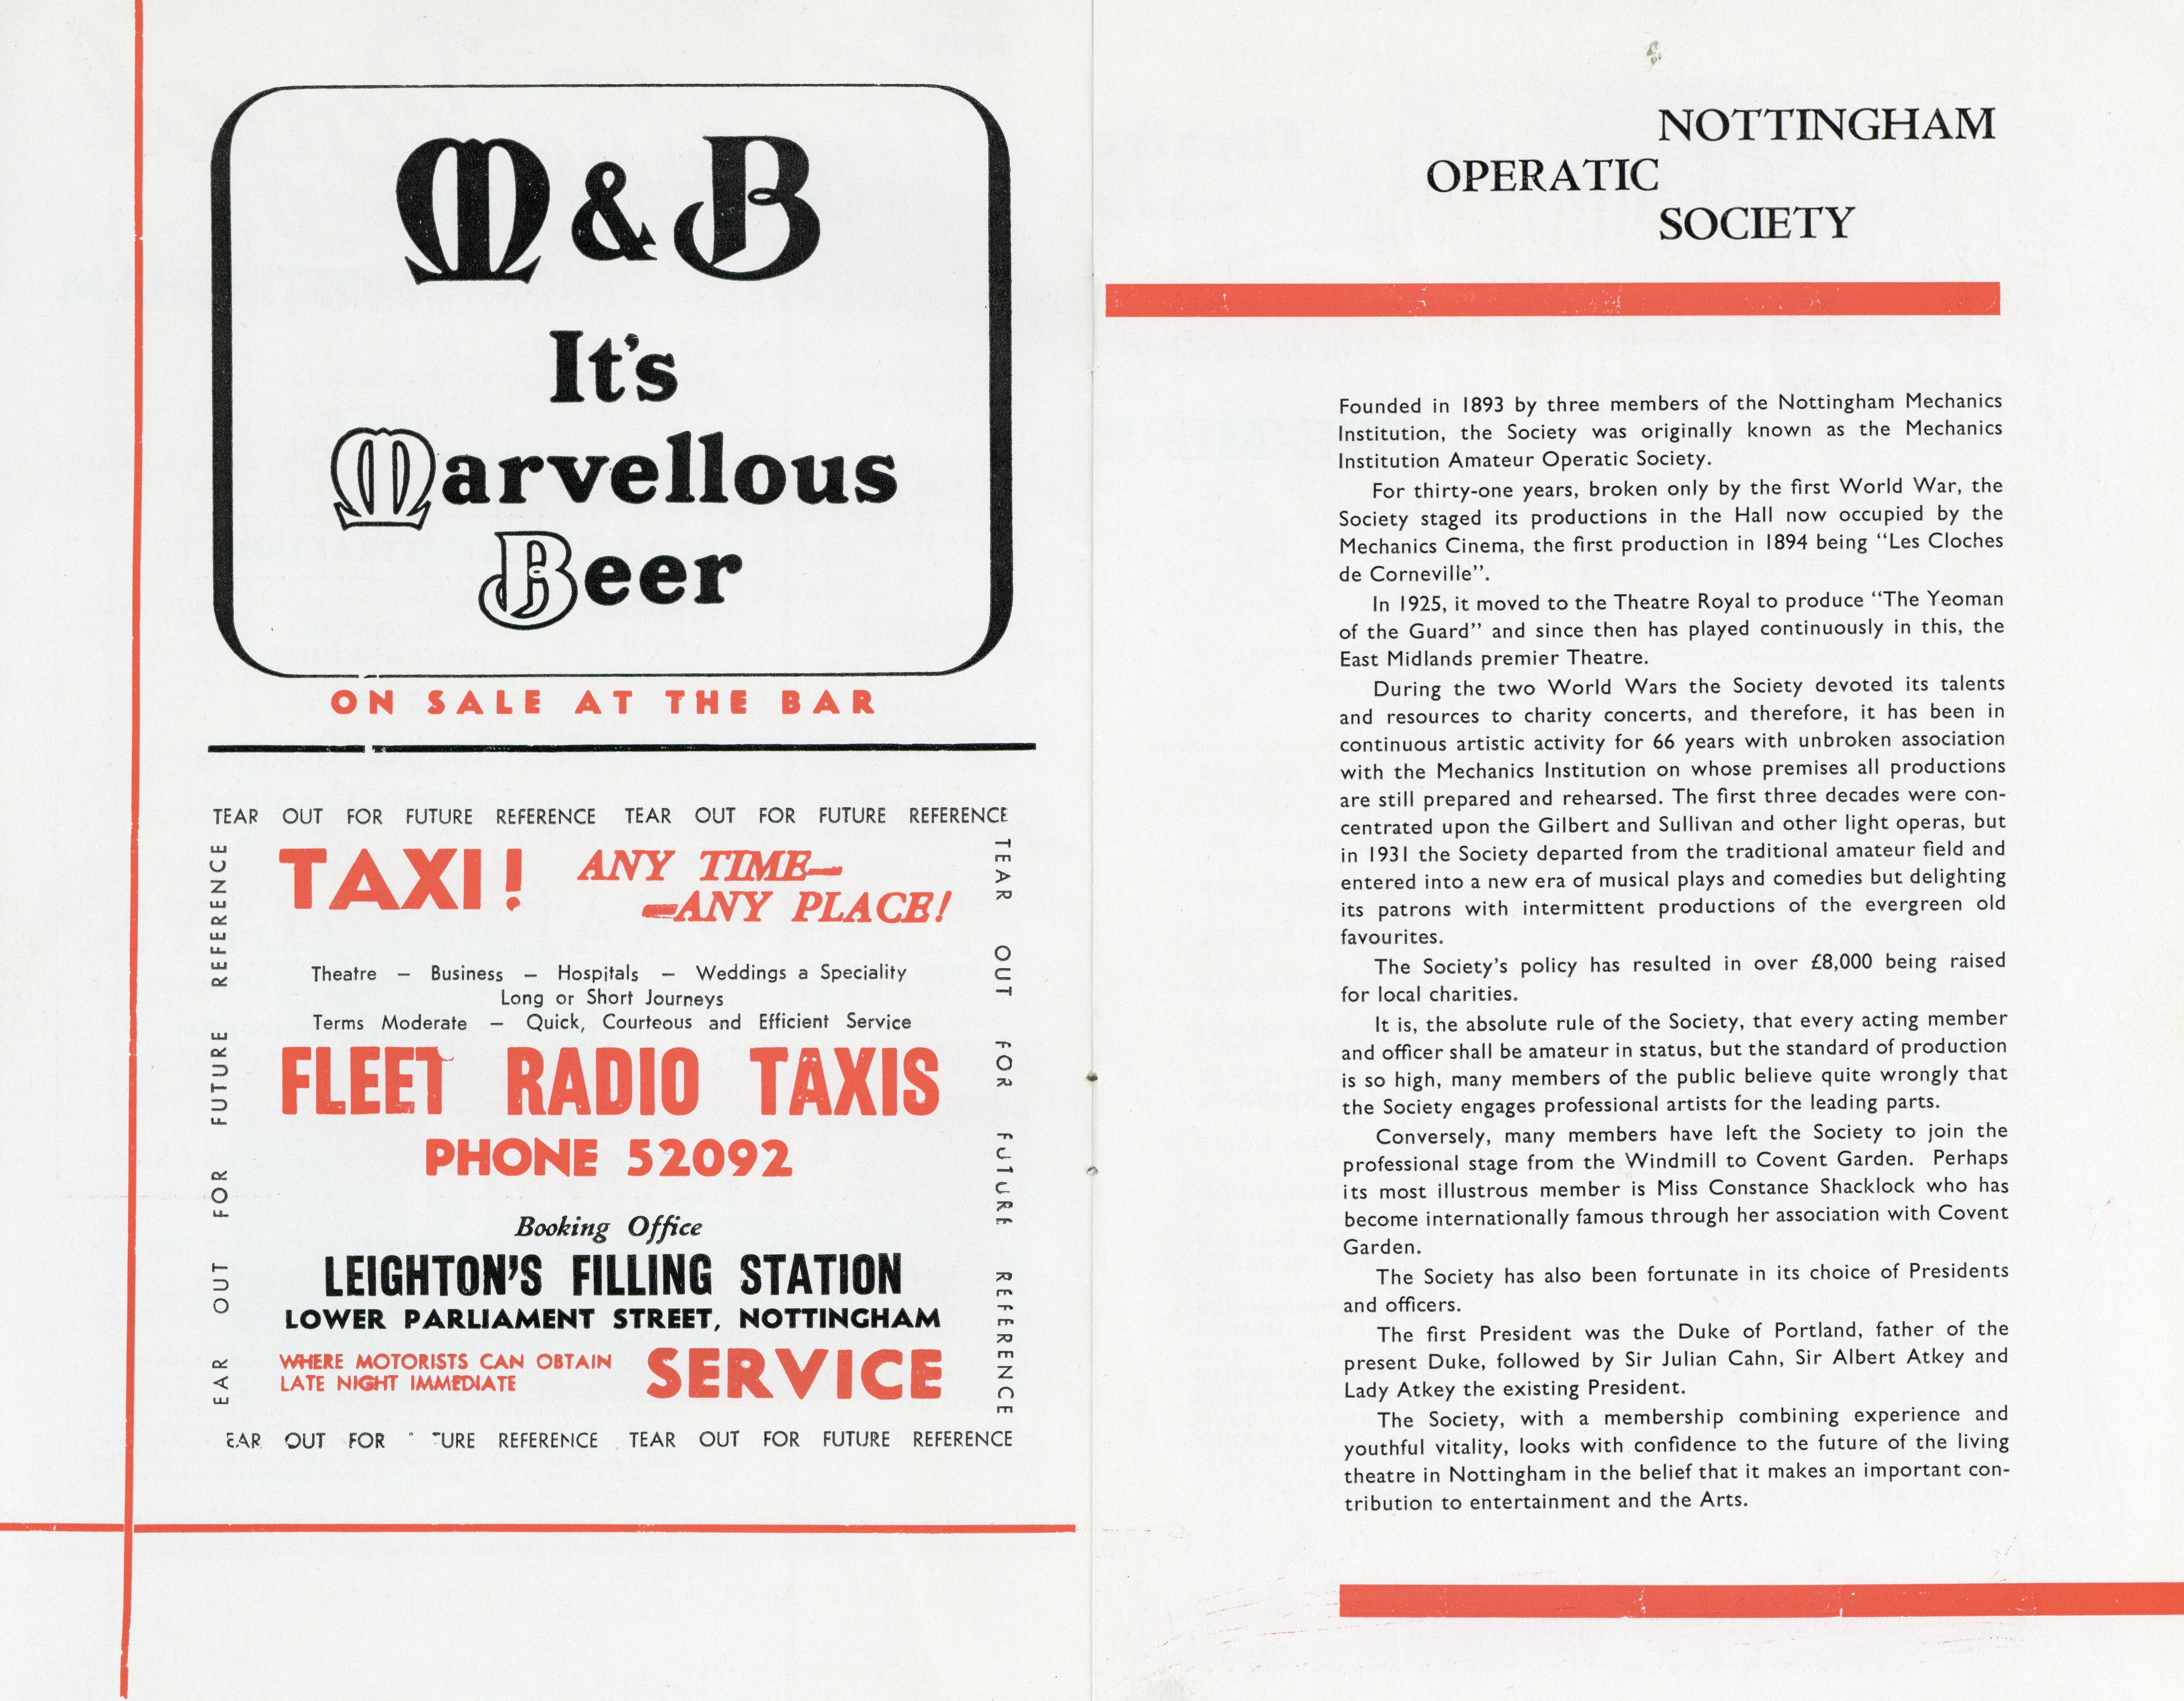 M & B
It's
Marvellous
Beer
ON SALE AT THE BAR
TEAR OUT FOR FUTURE REFERENCE TEAR OUT FOR FUTURE REFERENCE
TEAR OUT FOR FUTURE REFERENCE
EAR OUT FOR FUTURE REFERENCE
TAXI! ANY TIME—
—ANY PLACE!
Theatre — Business — Hospitals — Weddings a Speciality
Long or Short Journeys
Terms Moderate — Quick, Courteous and Efficient Service
FLEET RADIO TAXIS
PHONE 52092
Booking Office
LEIGHTON'S FILLING STATION
LOWER PARLIAMENT STREET, NOTTINGHAM
WHERE MOTORISTS CAN OBTAIN
LATE NIGHT IMMEDIATE
SERVICE
EAR OUT FOR TURE REFERENCE TEAR OUT FOR FUTURE REFERENCE
NOTTINGHAM
OPERATIC
SOCIETY
Founded in 1893 by three members of the Nottingham Mechanics
Institution, the Society was originally known as the Mechanics
Institution Amateur Operatic Society.
For thirty-one years, broken only by the first World War, the
Society staged its productions in the Hall now occupied by the
Mechanics Cinema, the first production in 1894 being "Les Cloches
de Corneville".
In 1925, it moved to the Theatre Royal to produce "The Yeoman
of the Guard" and since then has played continuously in this, the
East Midlands premier Theatre.
During the two World Wars the Society devoted its talents
and resources to charity concerts, and therefore, it has been in
continuous artistic activity for 66 years with unbroken association
with the Mechanics Institution on whose premises all productions
are still prepared and rehearsed. The first three decades were con-
centrated upon the Gilbert and Sullivan and other light operas, but
in 1931 the Society departed from the traditional amateur field and
entered into a new era of musical plays and comedies but delighting
its patrons with intermittent productions of the evergreen old
favourites.
The Society's policy has resulted in over £8,000 being raised
for local charities.
It is, the absolute rule of the Society, that every acting member
and officer shall be amateur in status, but the standard of production
is so high, many members of the public believe quite wrongly that
the Society engages professional artists for the leading parts.
Conversely, many members have left the Society to join the
professional stage from the Windmill to Covent Garden. Perhaps
its most illustrous member is Miss Constance Shacklock who has
become internationally famous through her association with Covent
Garden.
The Society has also been fortunate in its choice of Presidents
and officers.
The first President was the Duke of Portland, father of the
present Duke, followed by Sir Julian Cahn, Sir Albert Atkey and
Lady Atkey the existing President.
The Society, with a membership combining experience and
youthful vitality, looks with confidence to the future of the living
theatre in Nottingham in the belief that it makes an important con-
tribution to entertainment and the Arts.